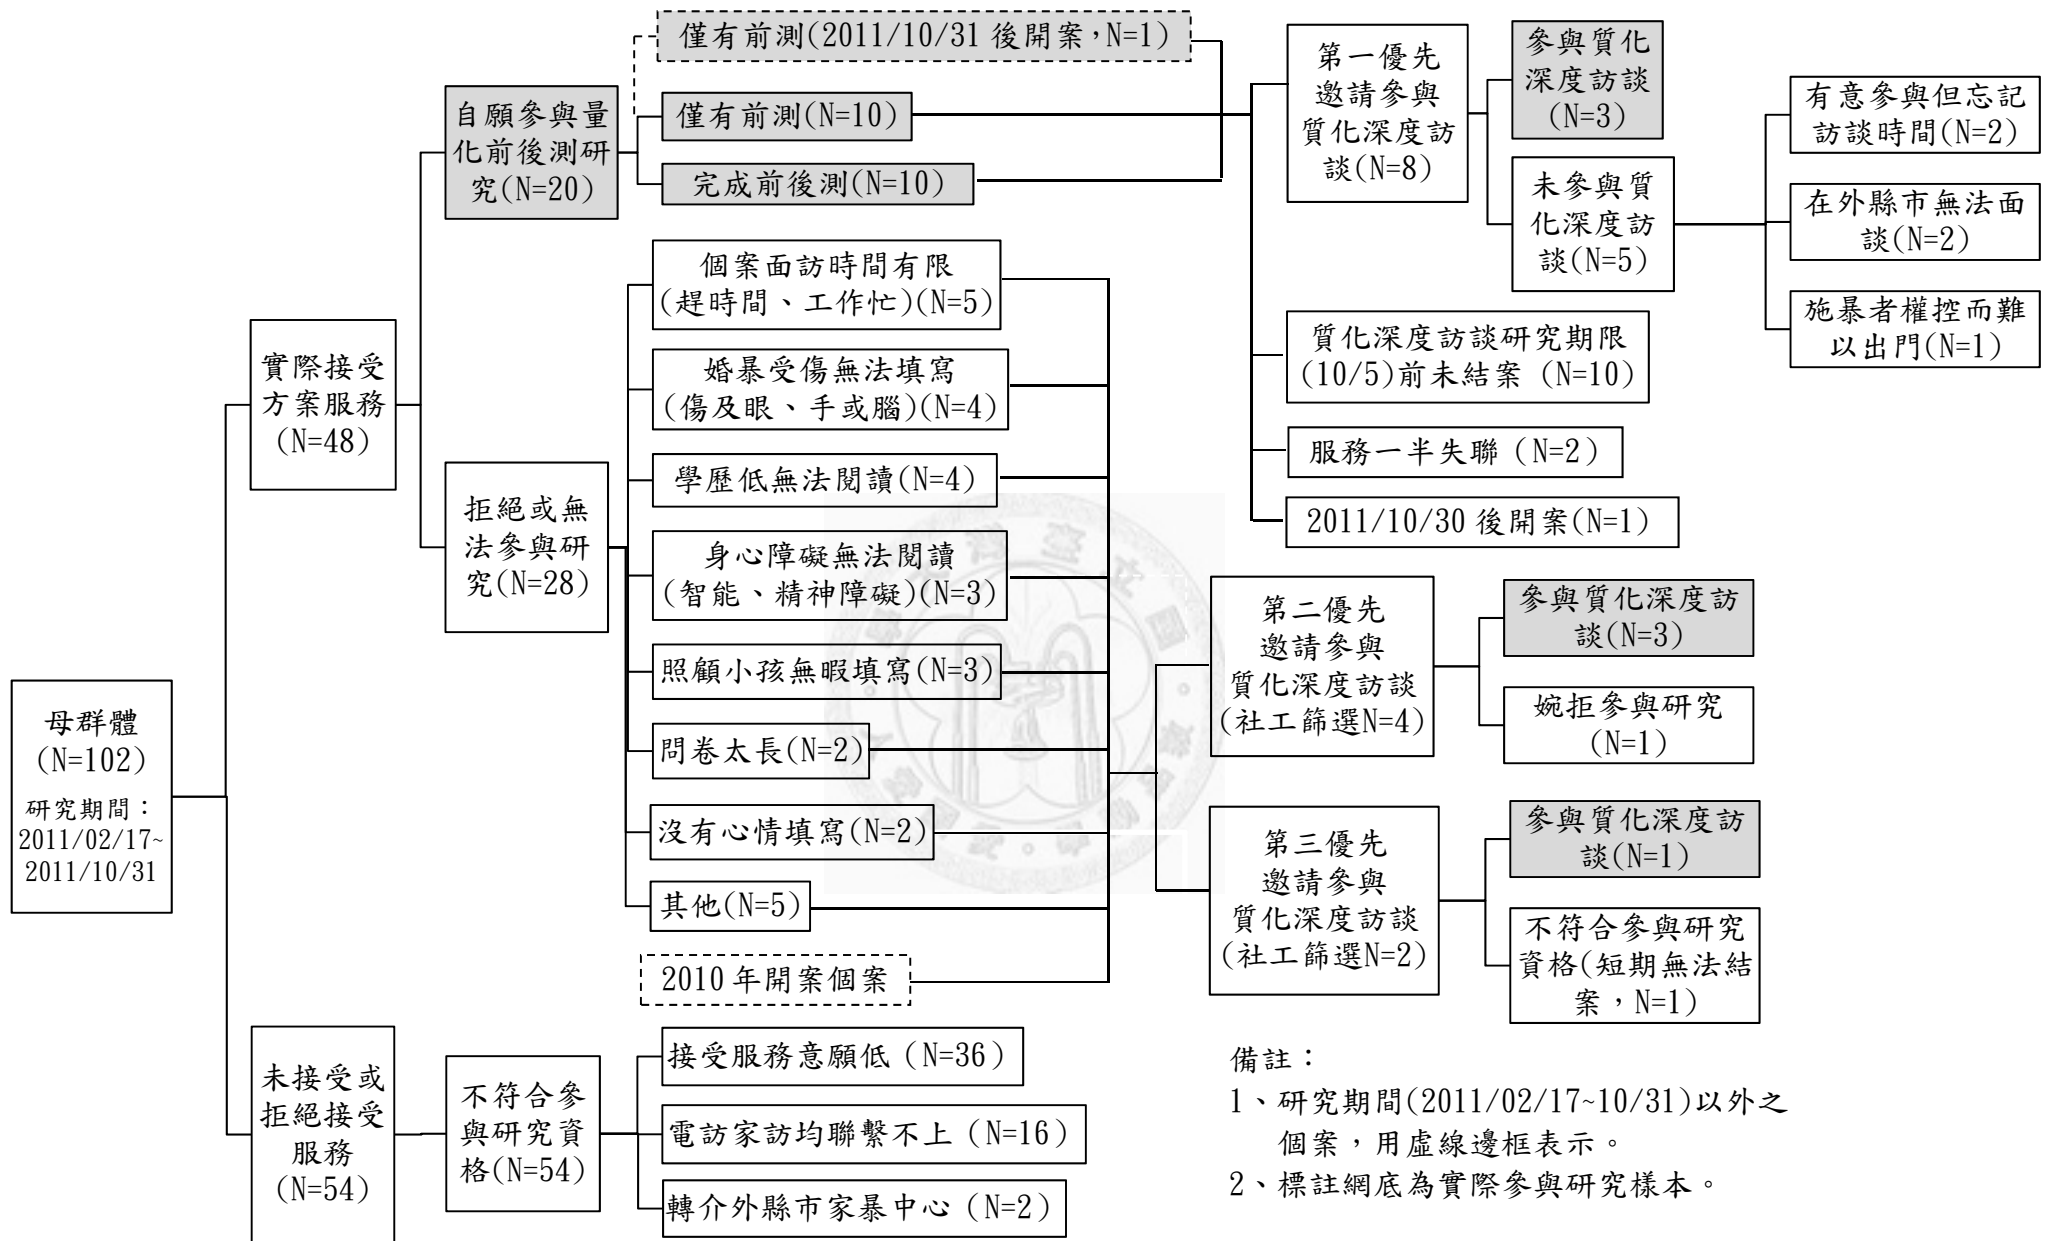 母群體
(N=102)
研究期間：
2011/02/17~
2011/10/31
實際接受
方案服務
(N=48)
未接受或
拒絕接受
服務
(N=54)
自願參與量
化前後測研
究(N=20)
拒絕或無
法參與研
究(N=28)
不符合參
與研究資
格(N=54)
僅有前測(2011/10/31 後開案，N=1)
僅有前測(N=10)
完成前後測(N=10)
個案面訪時間有限
(趕時間、工作忙)(N=5)
婚暴受傷無法填寫
(傷及眼、手或腦)(N=4)
學歷低無法閱讀(N=4)
身心障礙無法閱讀
(智能、精神障礙)(N=3)
照顧小孩無暇填寫(N=3)
問卷太長(N=2)
沒有心情填寫(N=2)
其他(N=5)
2010 年開案個案
接受服務意願低（N=36）
電訪家訪均聯繫不上（N=16）
轉介外縣市家暴中心（N=2）
第一優先
邀請參與
質化深度訪
談(N=8)
質化深度訪談研究期限
(10/5)前未結案 (N=10)
服務一半失聯（N=2）
2011/10/30 後開案(N=1)
第二優先
邀請參與
質化深度訪談
(社工篩選N=4)
第三優先
邀請參與
質化深度訪談
(社工篩選N=2)
參與質化
深度訪談
(N=3)
未參與質
化深度訪
談(N=5)
有意參與但忘記
訪談時間(N=2)
在外縣市無法面
談(N=2)
施暴者權控而難
以出門(N=1)
參與質化深度訪
談(N=3)
婉拒參與研究
(N=1)
參與質化深度訪
談(N=1)
不符合參與研究
資格(短期無法結
案，N=1)
備註：
1、研究期間(2011/02/17~10/31)以外之
個案，用虛線邊框表示。
2、標註網底為實際參與研究樣本。